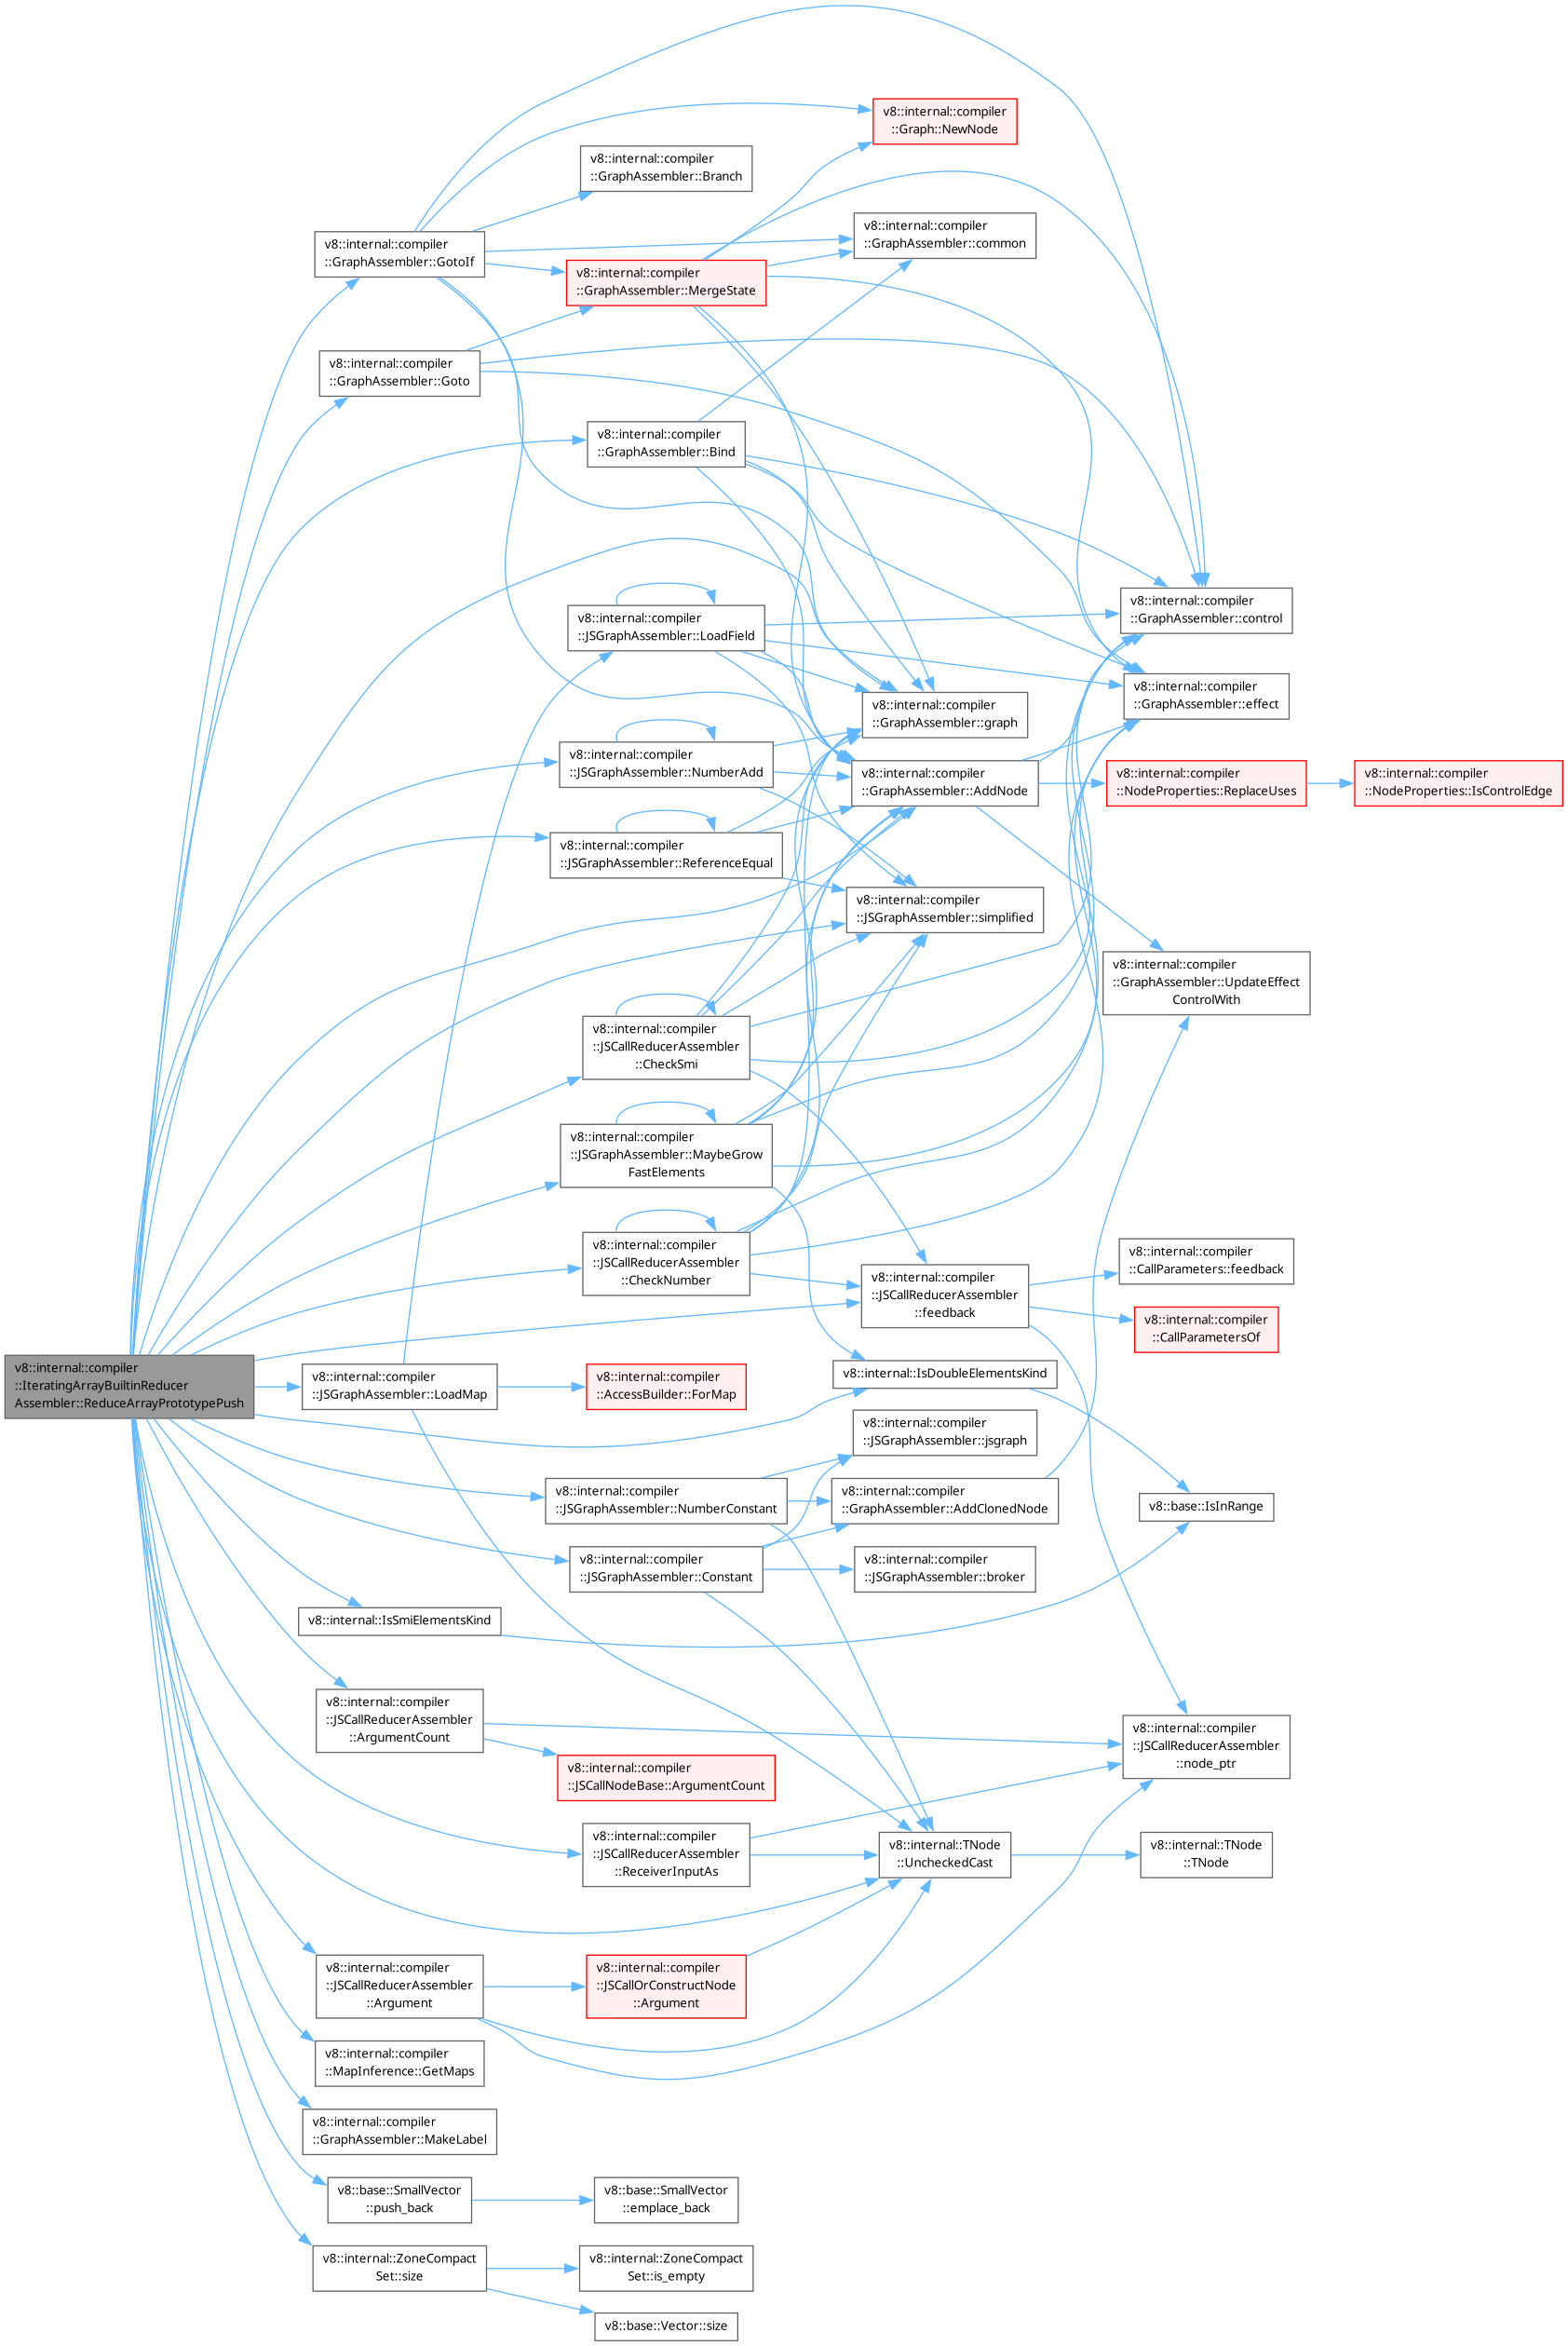 v8::internal::compiler
::Graph::NewNode
v8::internal::compiler
::GraphAssembler::Branch
v8::internal::compiler
::GraphAssembler::common
v8::internal::compiler
::GraphAssembler::GotoIf
v8::internal::compiler
::GraphAssembler::MergeState
v8::internal::compiler
::GraphAssembler::Goto
v8::internal::compiler
::GraphAssembler::Bind
v8::internal::compiler
::GraphAssembler::control
v8::internal::compiler
::JSGraphAssembler::LoadField
v8::internal::compiler
::GraphAssembler::effect
v8::internal::compiler
::GraphAssembler::graph
v8::internal::compiler
::JSGraphAssembler::NumberAdd
v8::internal::compiler
::GraphAssembler::AddNode
v8::internal::compiler
::NodeProperties::ReplaceUses
v8::internal::compiler
::NodeProperties::IsControlEdge
v8::internal::compiler
::JSGraphAssembler::ReferenceEqual
v8::internal::compiler
::JSGraphAssembler::simplified
v8::internal::compiler
::GraphAssembler::UpdateEffect
ControlWith
v8::internal::compiler
::JSCallReducerAssembler
::CheckSmi
v8::internal::compiler
::JSGraphAssembler::MaybeGrow
FastElements
v8::internal::compiler
::JSCallReducerAssembler
::CheckNumber
v8::internal::compiler
::CallParameters::feedback
v8::internal::compiler
::JSCallReducerAssembler
::feedback
v8::internal::compiler
::CallParametersOf
v8::internal::compiler
::IteratingArrayBuiltinReducer
Assembler::ReduceArrayPrototypePush
v8::internal::compiler
::JSGraphAssembler::LoadMap
v8::internal::compiler
::AccessBuilder::ForMap
v8::internal::IsDoubleElementsKind
v8::internal::compiler
::JSGraphAssembler::jsgraph
v8::internal::compiler
::JSGraphAssembler::NumberConstant
v8::internal::compiler
::GraphAssembler::AddClonedNode
v8::base::IsInRange
v8::internal::compiler
::JSGraphAssembler::Constant
v8::internal::compiler
::JSGraphAssembler::broker
v8::internal::IsSmiElementsKind
v8::internal::compiler
::JSCallReducerAssembler
::ArgumentCount
v8::internal::compiler
::JSCallReducerAssembler
::node_ptr
v8::internal::compiler
::JSCallNodeBase::ArgumentCount
v8::internal::compiler
::JSCallReducerAssembler
::ReceiverInputAs
v8::internal::TNode
::UncheckedCast
v8::internal::TNode
::TNode
v8::internal::compiler
::JSCallReducerAssembler
::Argument
v8::internal::compiler
::JSCallOrConstructNode
::Argument
v8::internal::compiler
::MapInference::GetMaps
v8::internal::compiler
::GraphAssembler::MakeLabel
v8::base::SmallVector
::push_back
v8::base::SmallVector
::emplace_back
v8::internal::ZoneCompact
Set::size
v8::internal::ZoneCompact
Set::is_empty
v8::base::Vector::size